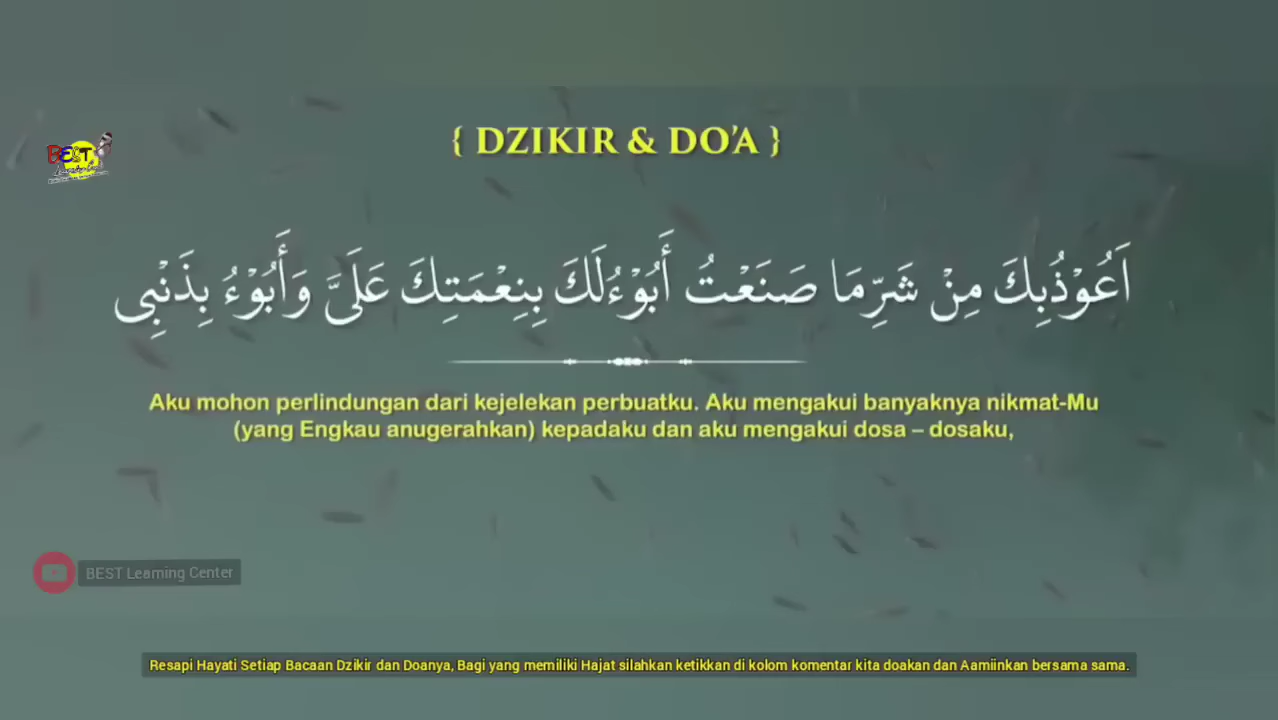 { DZIKIR & DO'A }
BEST
اَعُوْذُبِكَ مِنْ شَرِّمَا صَنَعْتُ أَبُوْءُلَكَ بِنِعْمَتِكَ عَلَىَّ وَأَبُوْءُ بِذَنْبِى
Aku mohon perlindungan dari kejelekan perbuatku. Aku mengakui banyaknya nikmat-Mu
(yang Engkau anugerahkan) kepadaku dan aku mengakui dosa – dosaku,
BEST Learning Center
Resapi Hayati Setiap Bacaan Dzikir dan Doanya, Bagi yang memiliki Hajat silahkan ketikkan di kolom komentar kita doakan dan Aamiinkan bersama sama.